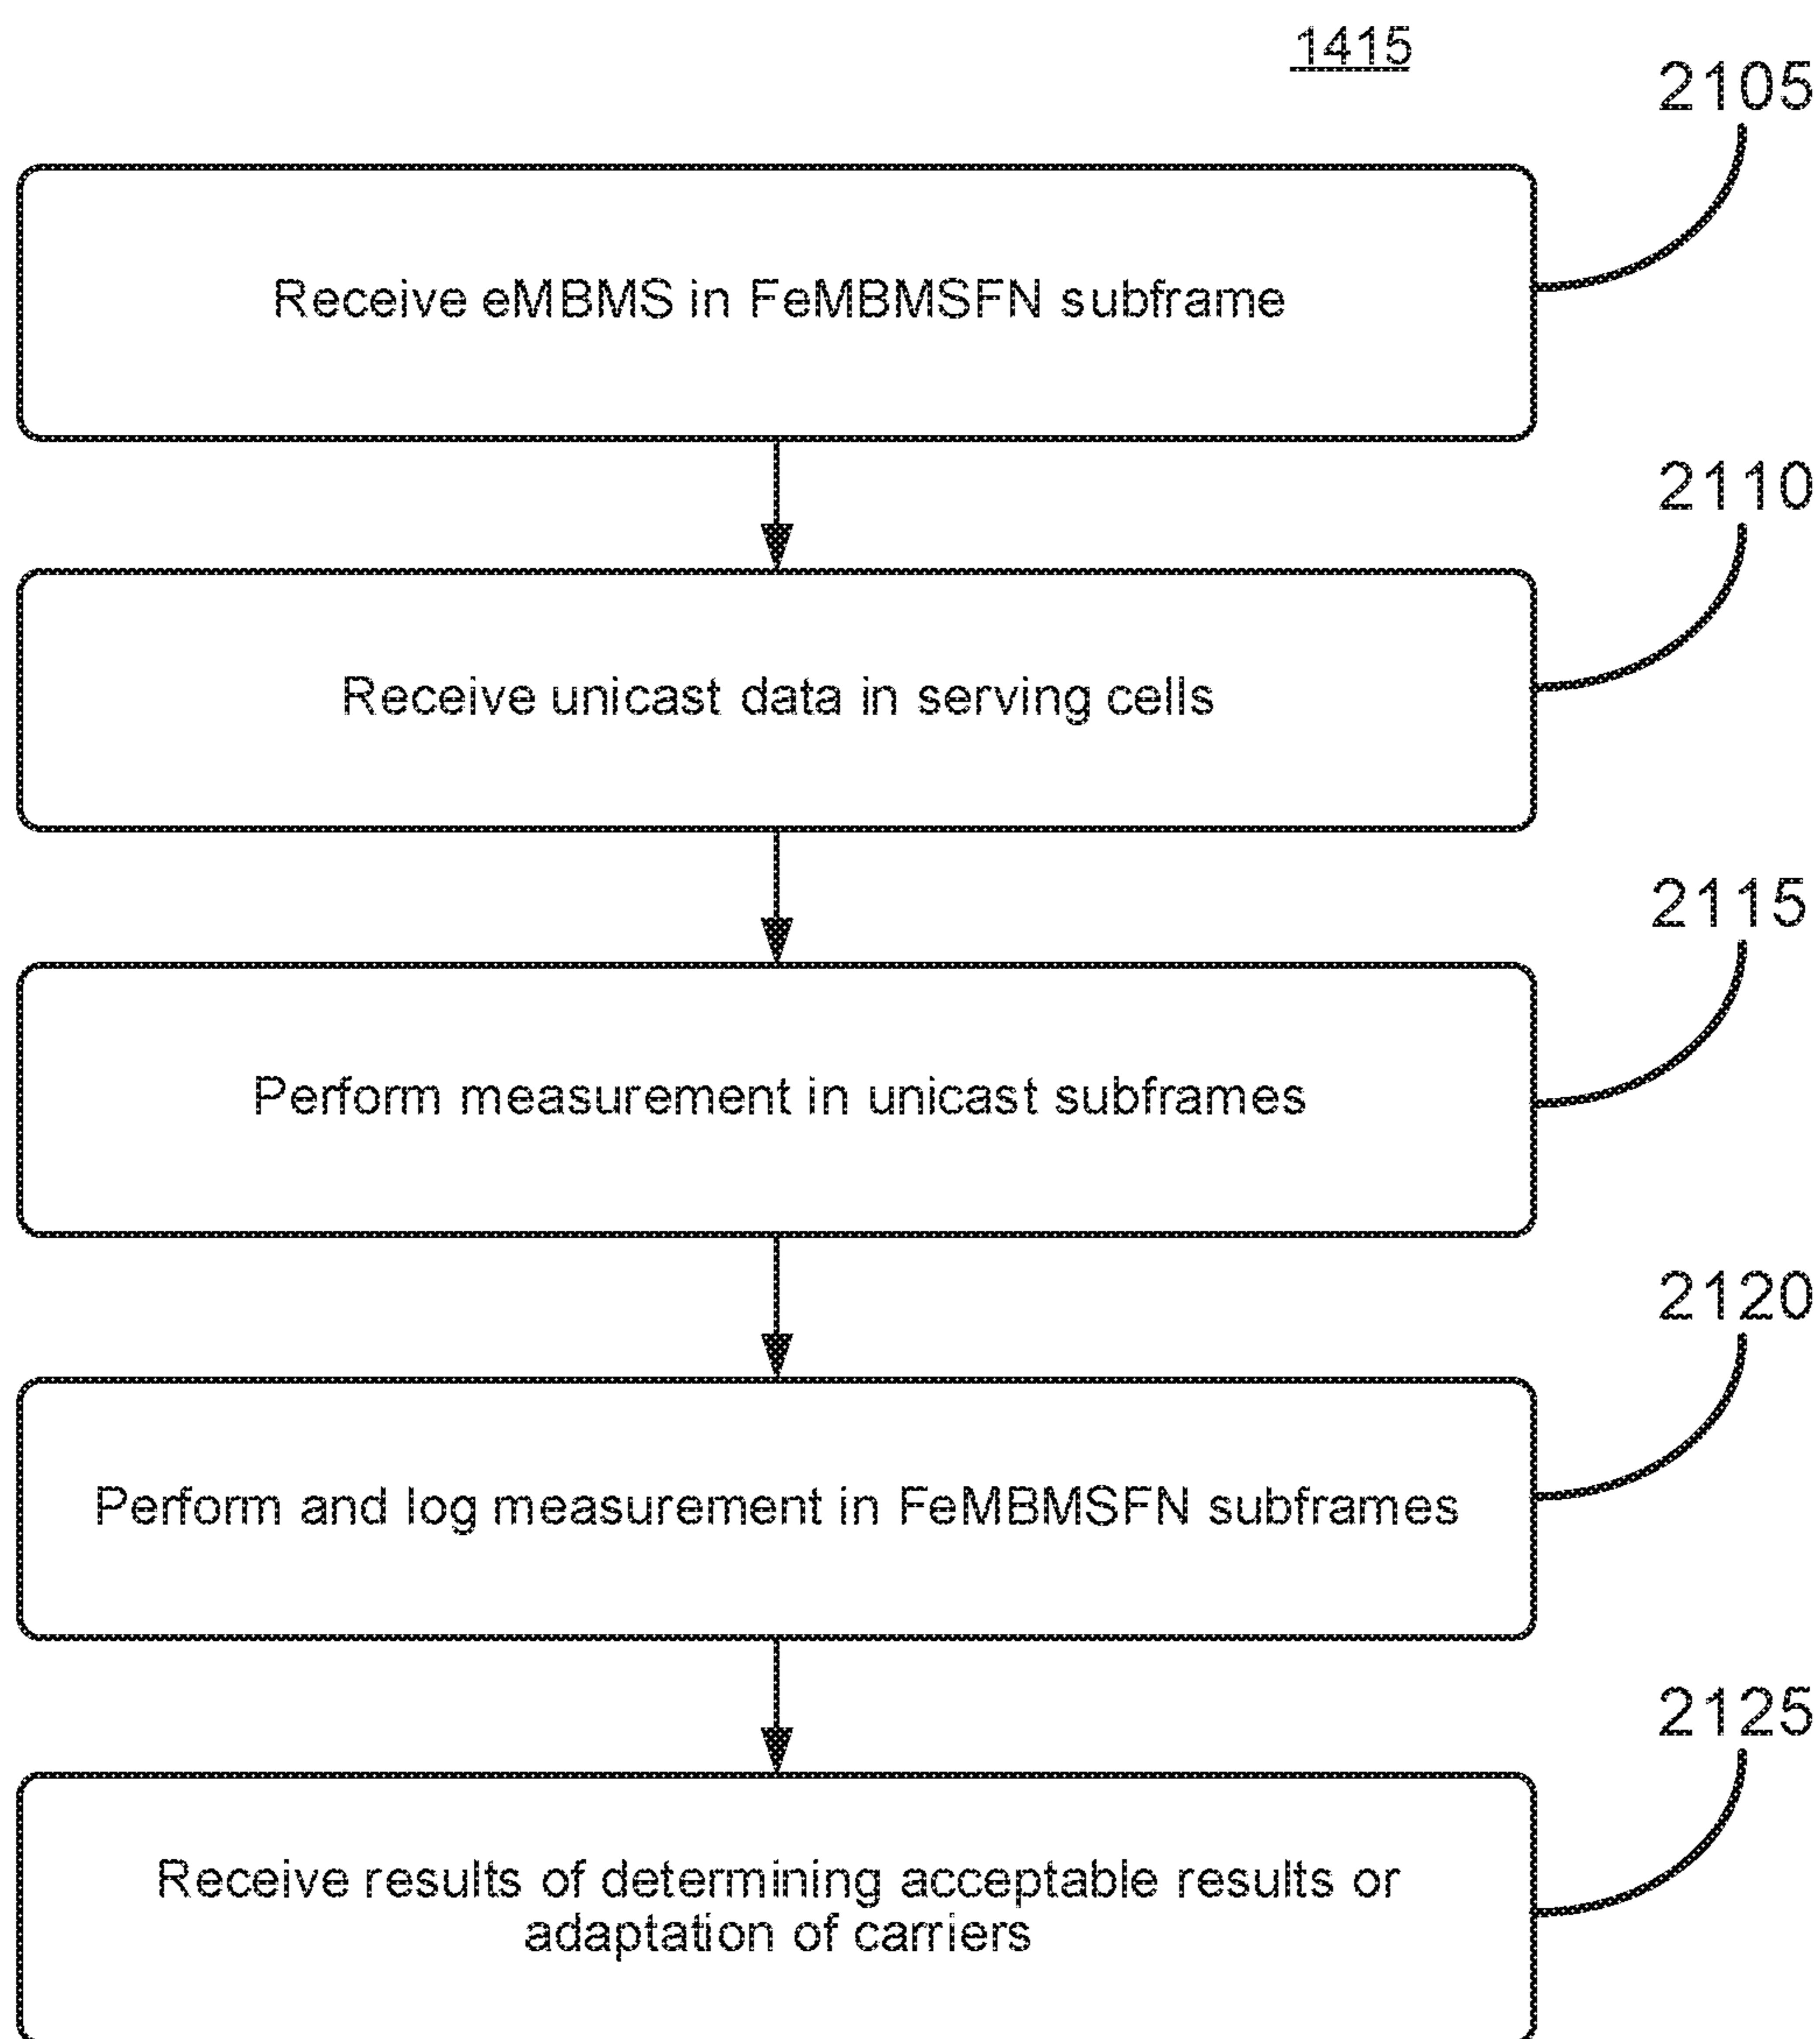 1415
2105
Receive eMBMS in FeMBMSFN subframe
2110
Receive unicast data in serving cells
2115
Perform measurement in unicast subframes
2120
Perform and log measurement in FeMBMSFN subframes
2125
Receive results of determining acceptable results or
adaptation of carriers